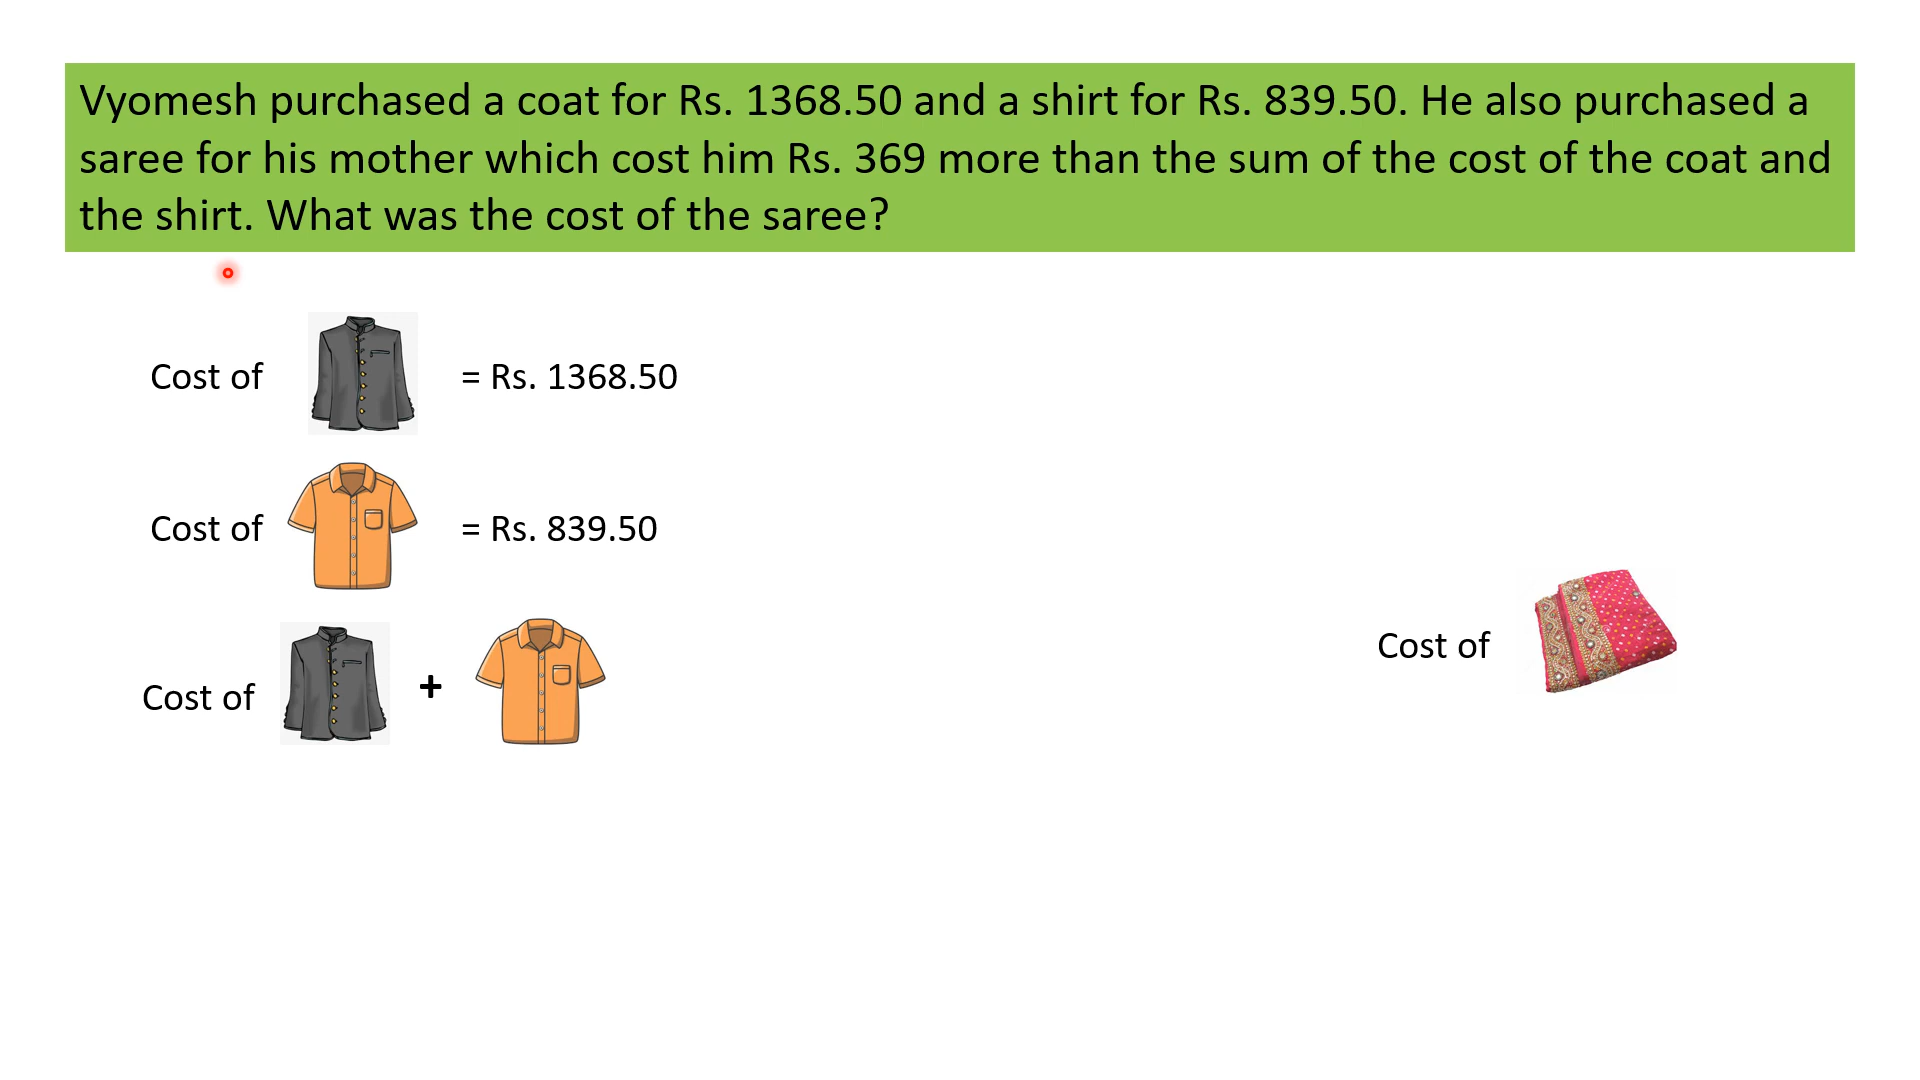 Vyomesh purchased a coat for Rs. 1368.50 and a shirt for Rs. 839.50. He also purchased a
saree for his mother which cost him Rs. 369 more than the sum of the cost of the coat and
the shirt. What was the cost of the saree?
Cost of = Rs. 1368.50
Cost of = Rs. 839.50
Cost of +
Cost of